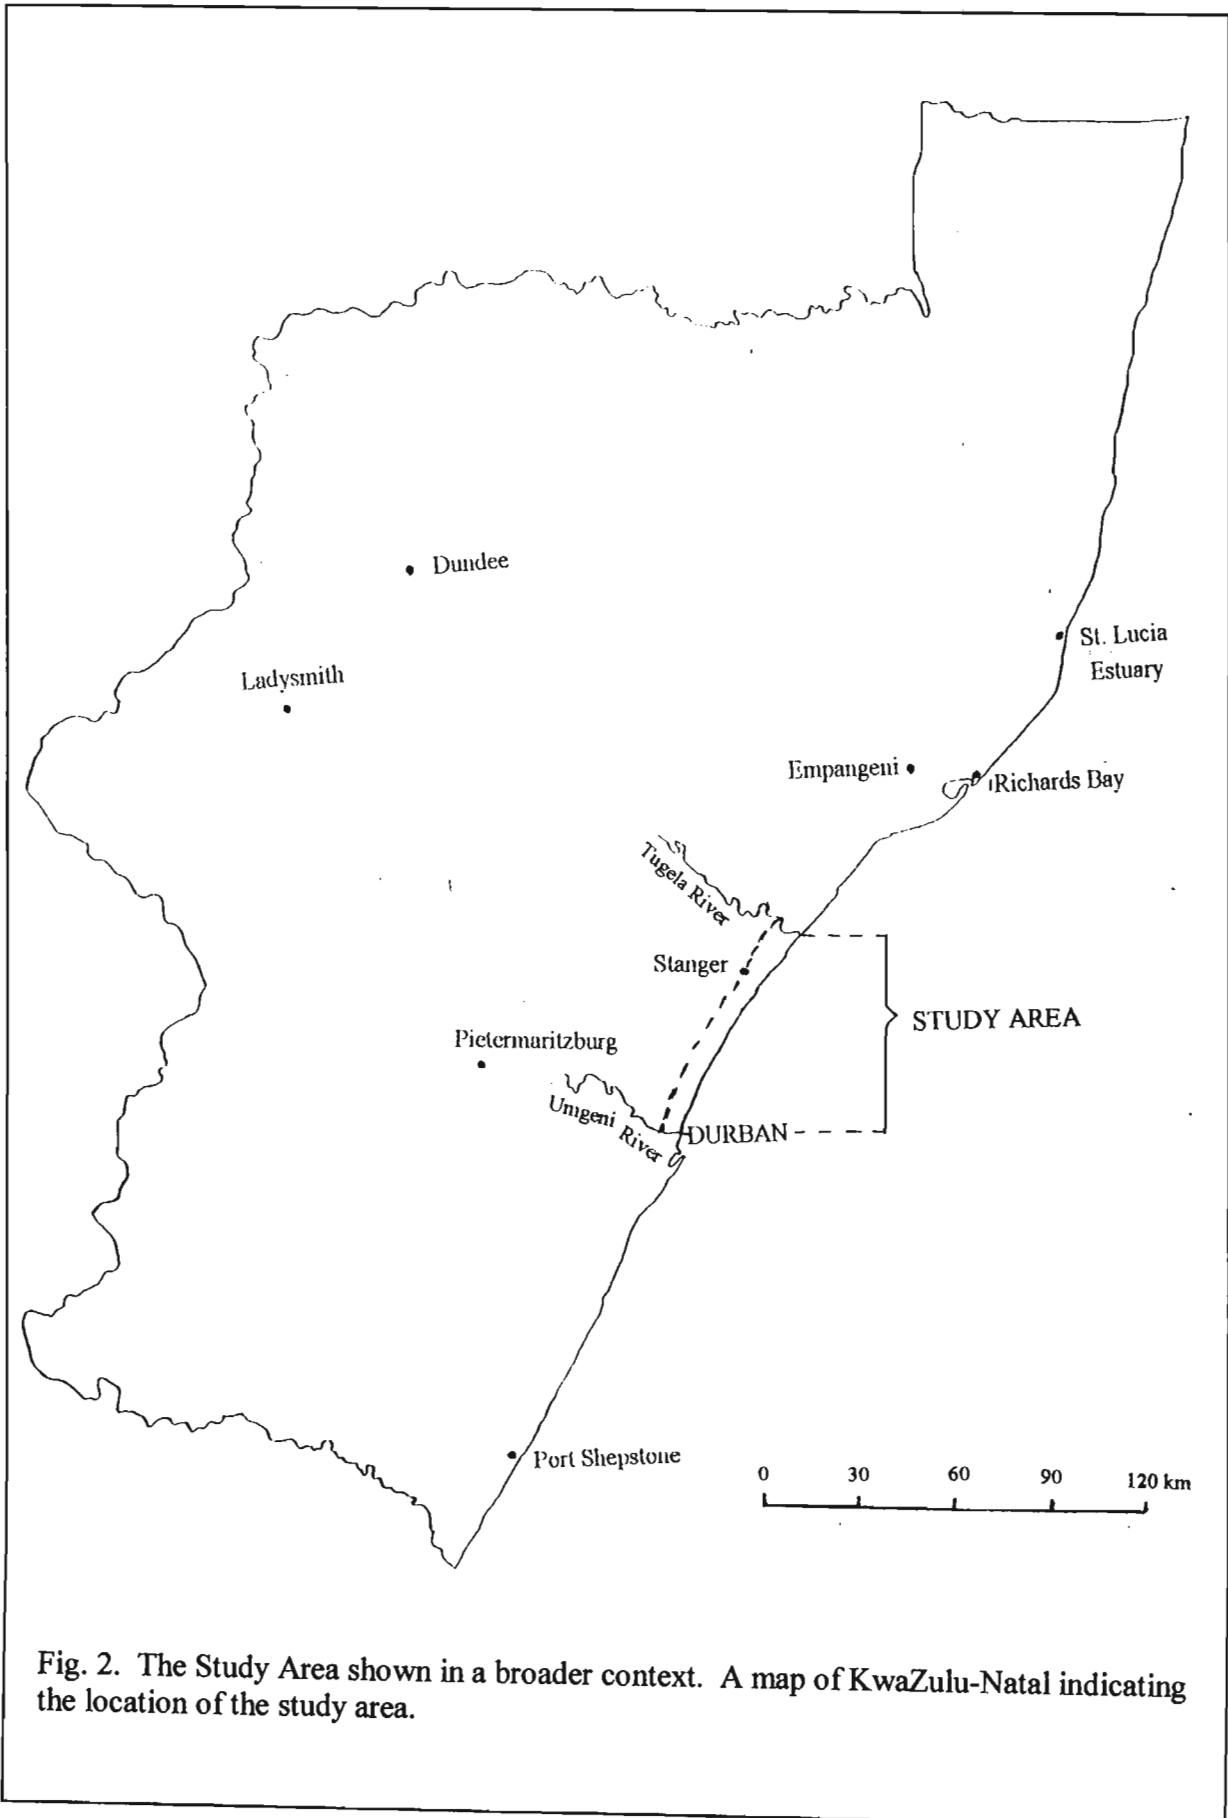 Dundee
St. Lucia
Estuary
Ladysmith
Empangeni
Richards Bay
Tugela River
Stanger
STUDY AREA
Pietermaritzburg
Umgeni River
DURBAN
Port Shepstone
0 30 60 90 120 km
Fig. 2. The Study Area shown in a broader context. A map of KwaZulu-Natal indicating
the location of the study area.